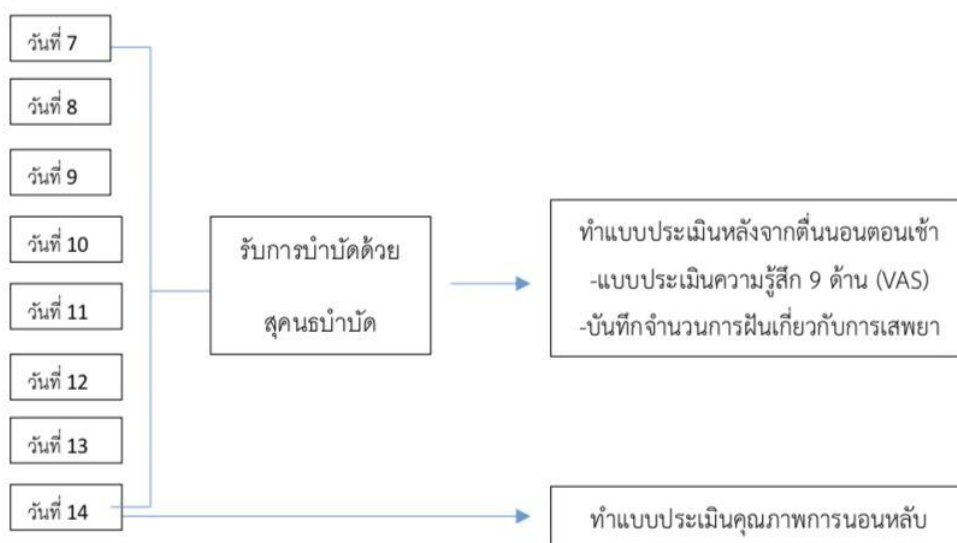 วันที่ 7
วันที่ 8
วันที่ 9
วันที่ 10
วันที่ 11
วันที่ 12
วันที่ 13
วันที่ 14
รับการบำบัดด้วย
สุคนธบำบัด
ทำแบบประเมินหลังจากตื่นนอนตอนเช้า
-แบบประเมินความรู้สึก 9 ด้าน (VAS)
-บันทึกจำนวนการฝันเกี่ยวกับการเสพยา
ทำแบบประเมินคุณภาพการนอนหลับ